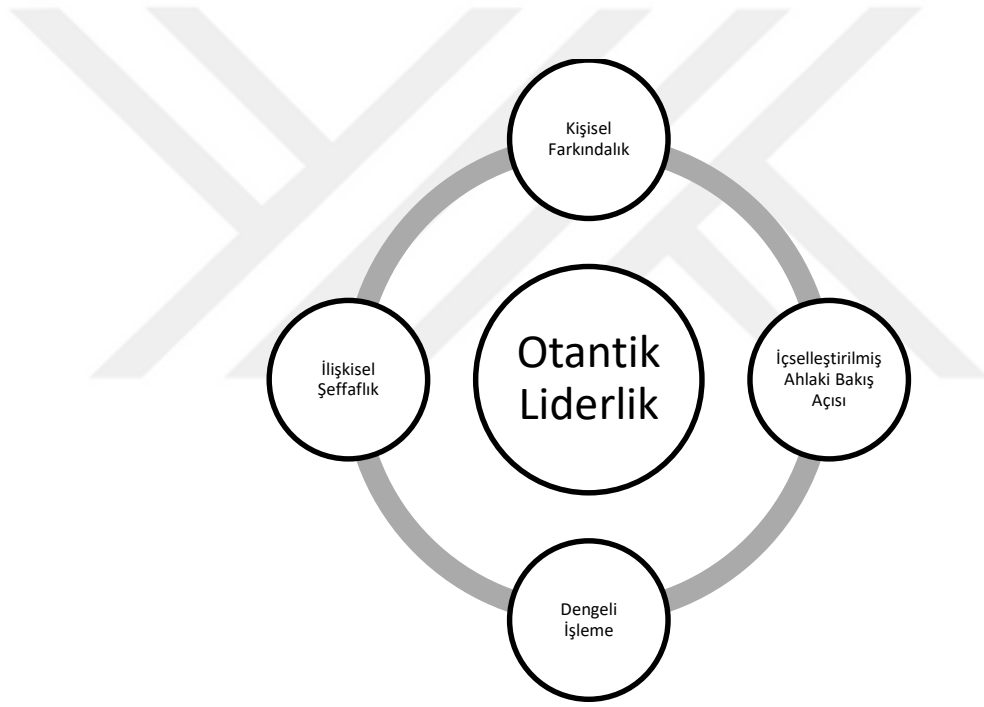 Kişisel
Farkındalık
Otantik
Liderlik
İlişkisel
Şeffaflık
İçselleştirilmiş
Ahlaki Bakış
Açısı
Dengeli
İşleme